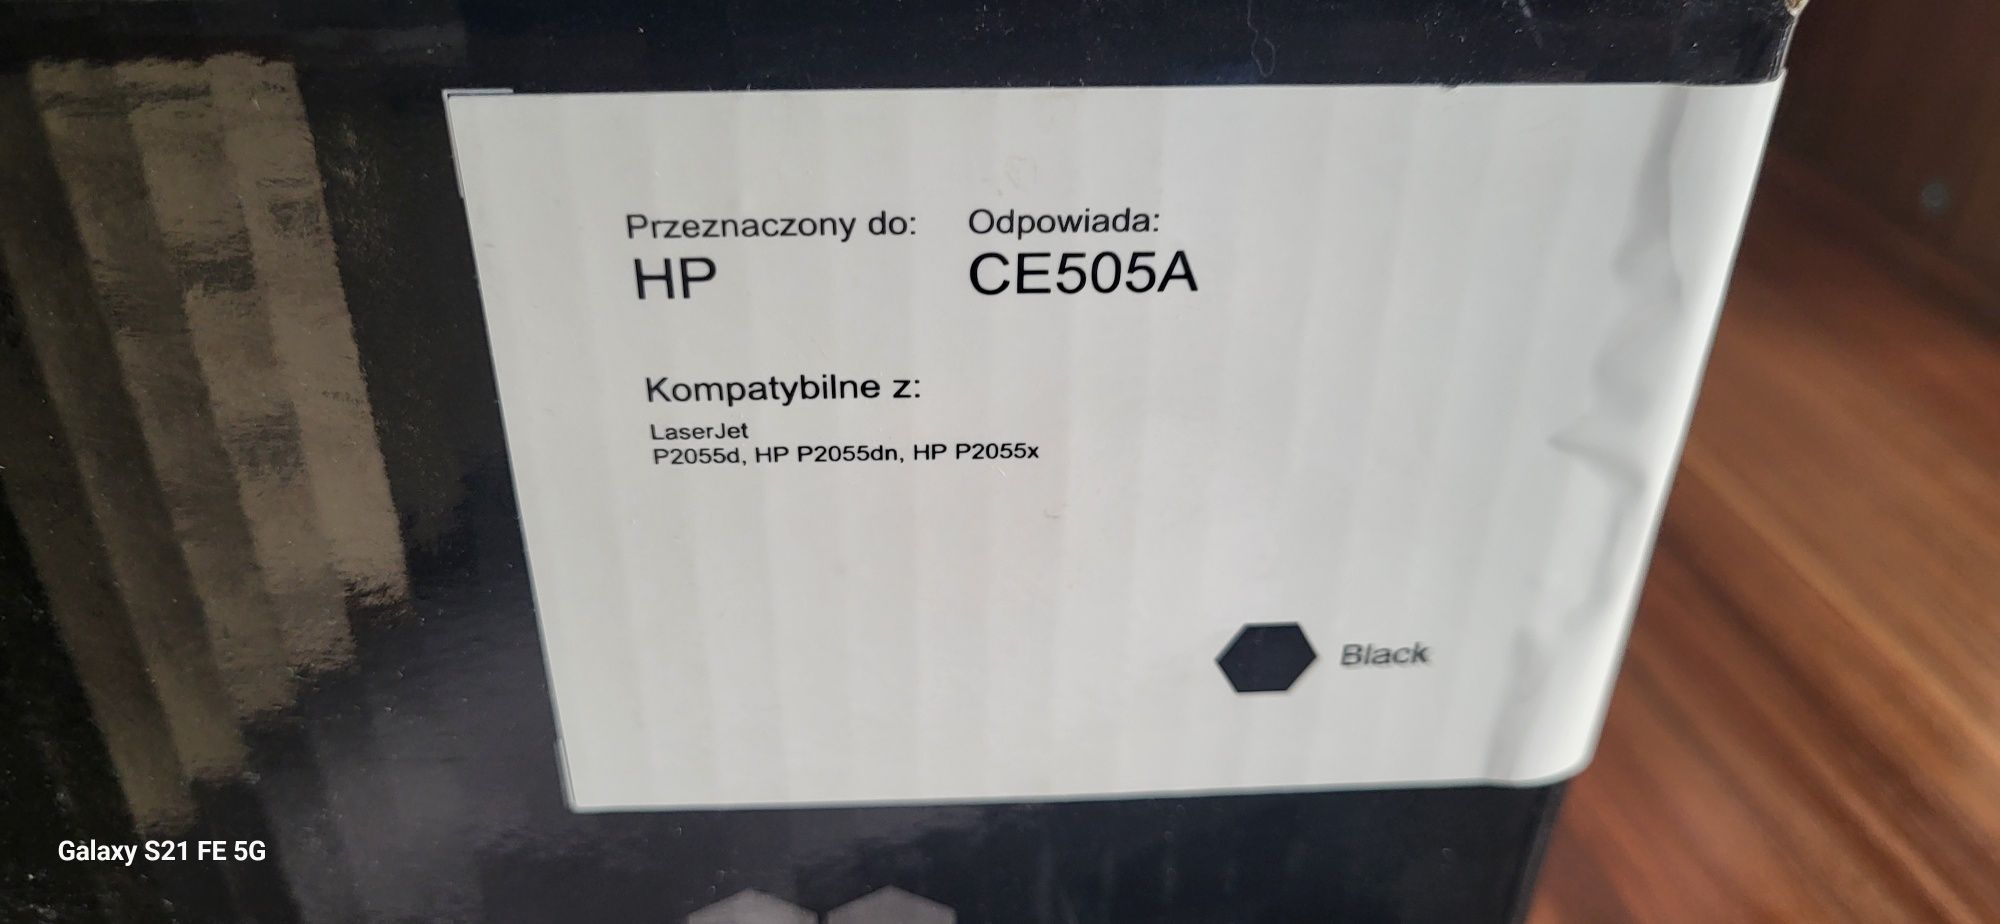 Przeznaczony do: Odpowiada:
HP CE505A
Kompatybilne z:
LaserJet
P2055d, HP P2055dn, HP P2055x
Black
Galaxy S21 FE 5G